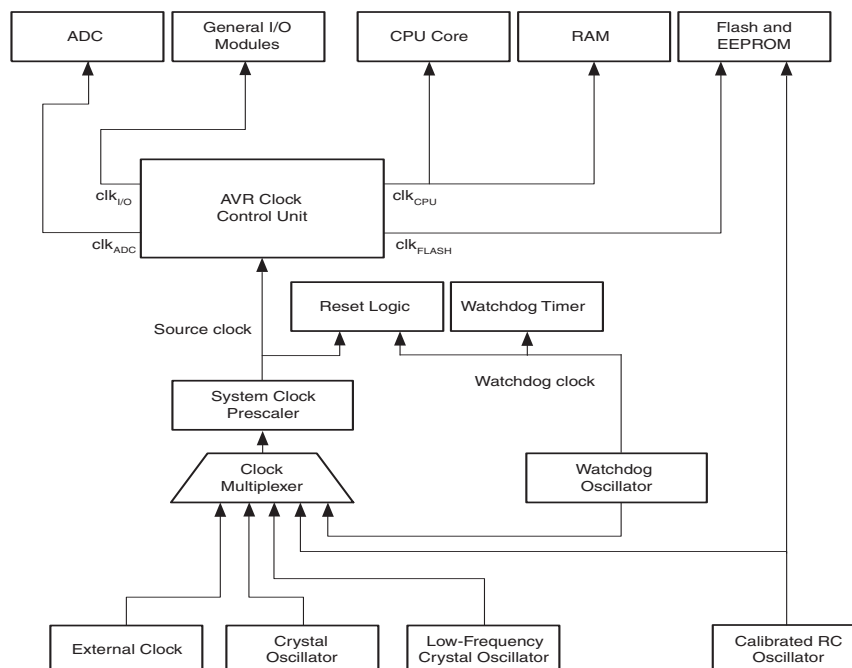 ADC
General I/O
Modules
CPU Core
RAM
Flash and
EEPROM
clkI/O
AVR Clock
Control Unit
clkCPU
clkADC
clkFLASH
Source clock
Reset Logic
Watchdog Timer
Watchdog clock
System Clock
Prescaler
Clock
Multiplexer
Watchdog
Oscillator
External Clock
Crystal
Oscillator
Low-Frequency
Crystal Oscillator
Calibrated RC
Oscillator